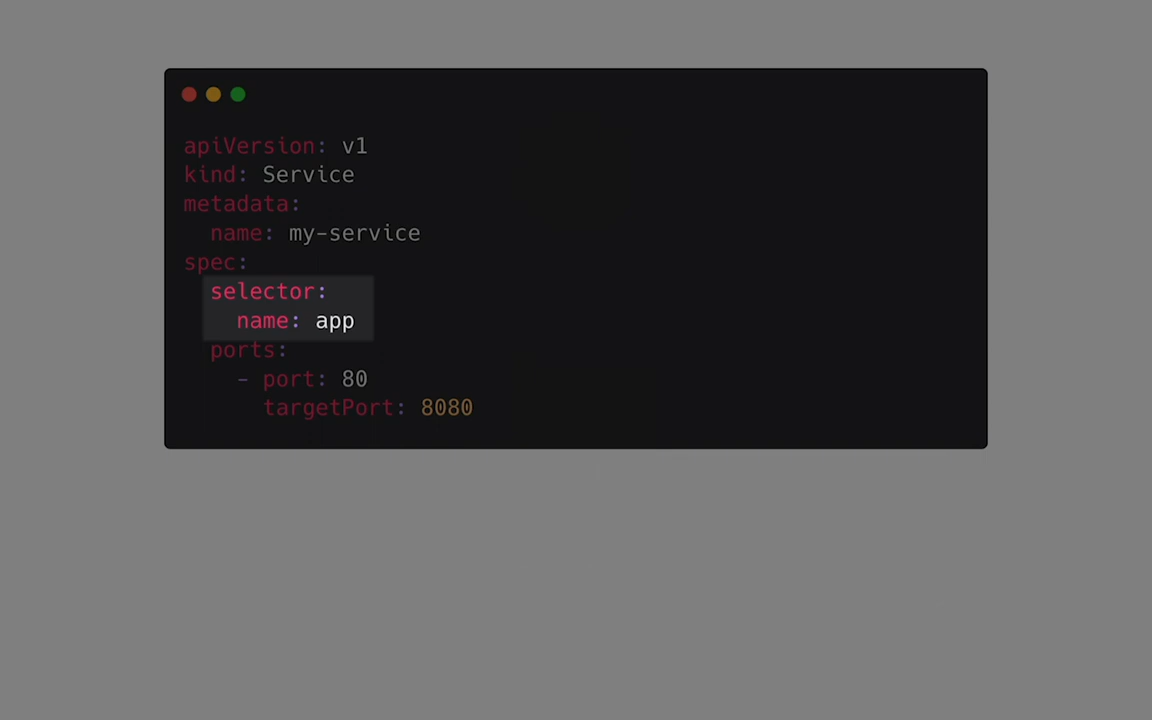 apiVersion: v1
kind: Service
metadata:
  name: my-service
spec:
  selector:
    name: app
  ports:
    - port: 80
      targetPort: 8080